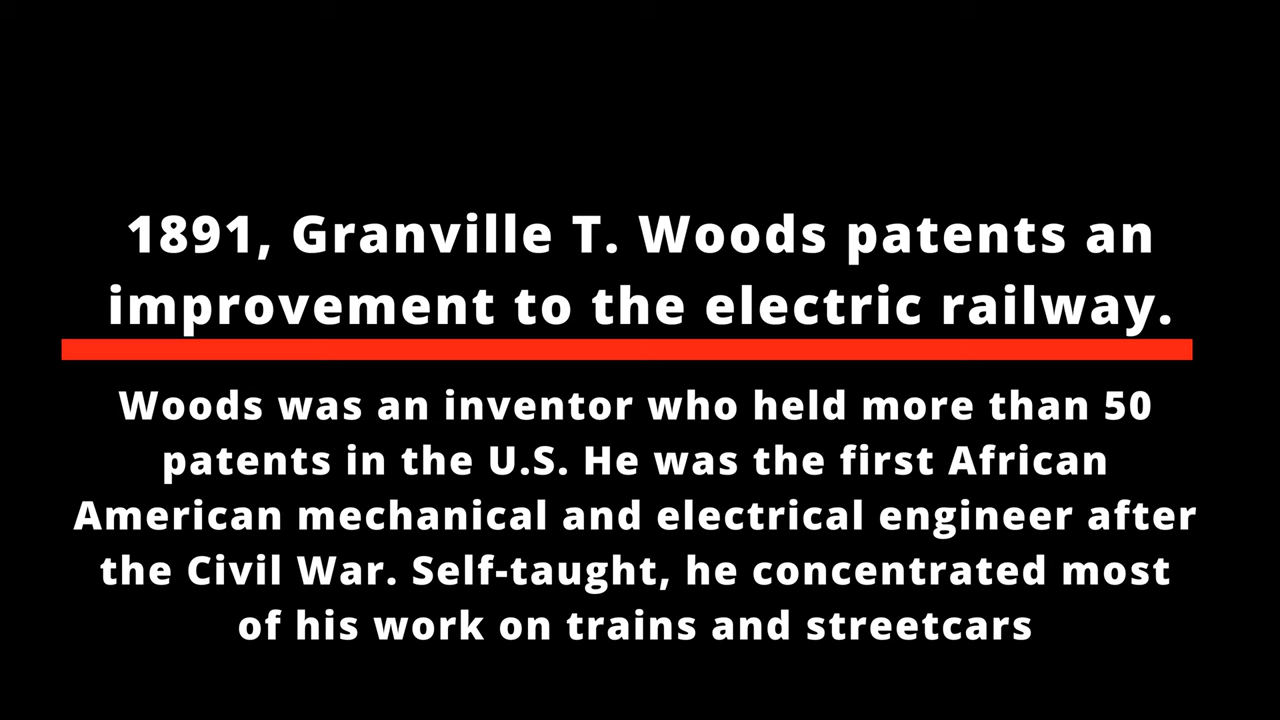 1891, Granville T. Woods patents an
improvement to the electric railway.
Woods was an inventor who held more than 50
patents in the U.S. He was the first African
American mechanical and electrical engineer after
the Civil War. Self-taught, he concentrated most
of his work on trains and streetcars